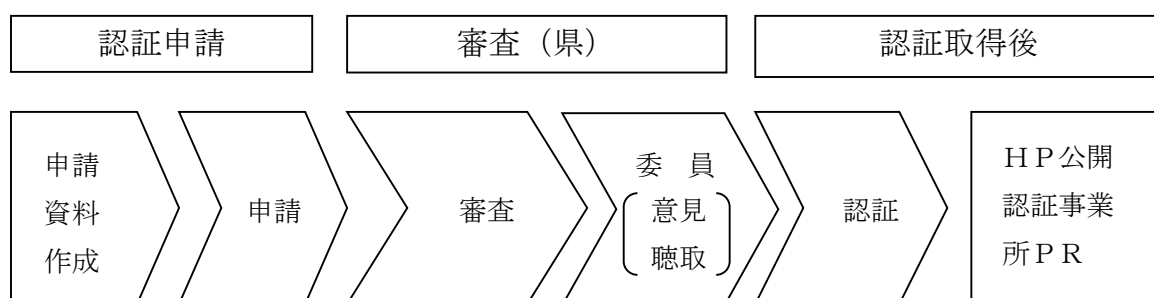 認証申請
審査（県）
認証取得後
申請
資料
作成
申請
審査
委　員
意見
聴取
認証
ＨＰ公開
認証事業
所ＰＲ